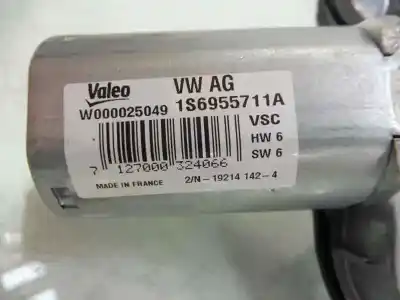 Valeo VW AG
W000025049 1S6955711A
VSC
HW 6
SW 6
7 127000 324066
MADE IN FRANCE 2/N-19214 142-4